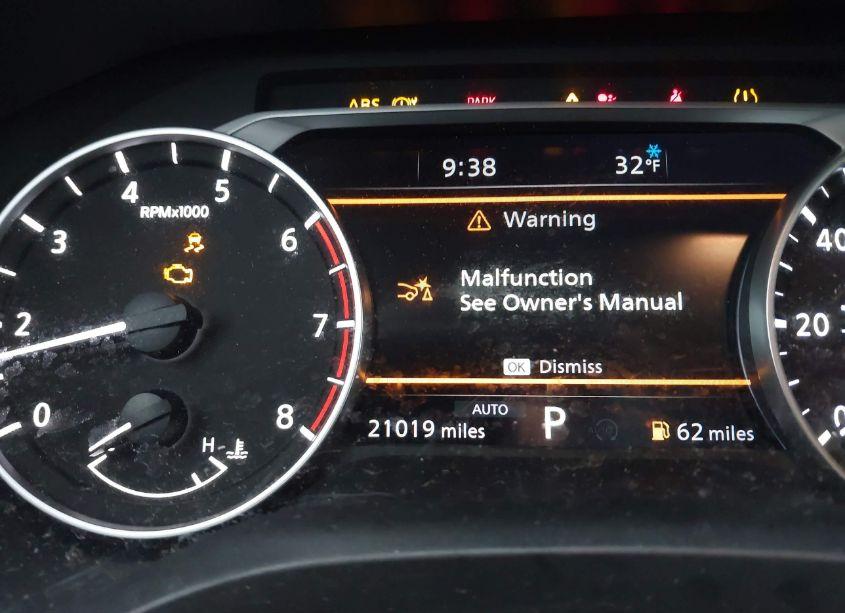 ABS PARK
9:38 32°F
Warning
Malfunction
See Owner's Manual
OK Dismiss
AUTO
21019 miles P 62 miles
RPMx1000
0 2 3 4 5 6 7 8
H
40
20
0